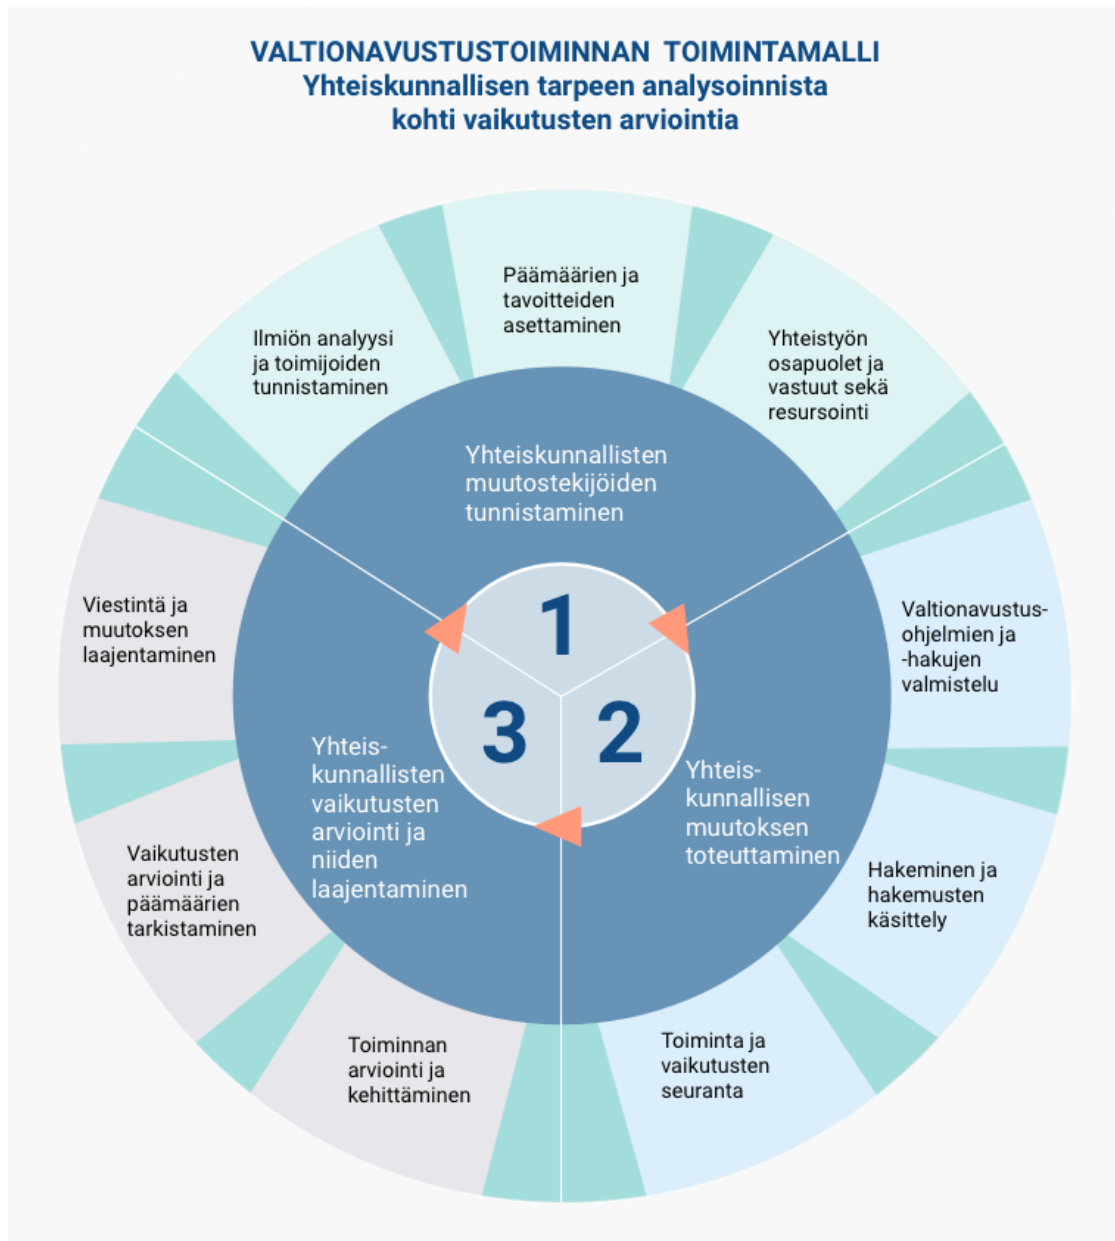 VALTIONAVUSTUSTOIMINNAN TOIMINTAMALLI
Yhteiskunnallisen tarpeen analysoinnista
kohti vaikutusten arviointia
Päämäärien ja
tavoitteiden
asettaminen
Ilmiön analyysi
ja toimijoiden
tunnistaminen
Yhteistyön
osapuolet ja
vastuut sekä
resursointi
Yhteiskunnallisten
muutostekijöiden
tunnistaminen
1
Viestintä ja
muutoksen
laajentaminen
Valtionavustus-
ohjelmien ja
-hakujen
valmistelu
3
2
Yhteis-
kunnallisten
vaikutusten
arviointi ja
niiden
laajentaminen
Yhteis-
kunnallisen
muutoksen
toteuttaminen
Vaikutusten
arviointi ja
päämäärien
tarkistaminen
Hakeminen ja
hakemusten
käsittely
Toiminnan
arviointi ja
kehittäminen
Toiminta ja
vaikutusten
seuranta